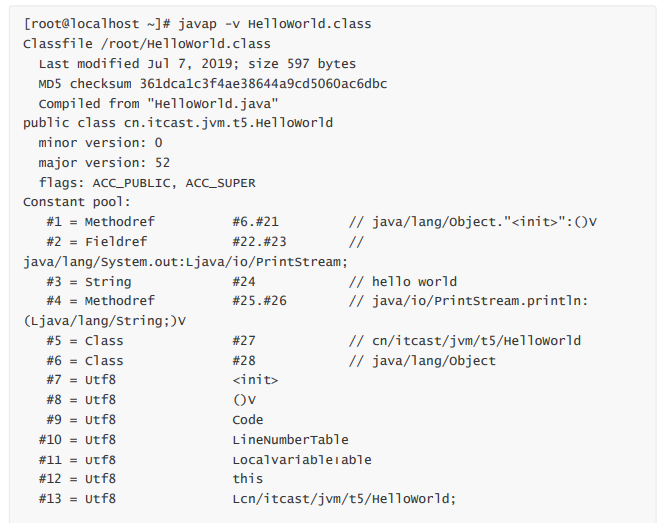 [root@localhost ~]# javap -v HelloWorld.class
Classfile /root/HelloWorld.class
  Last modified Jul 7, 2019; size 597 bytes
  MD5 checksum 361dca1c3f4ae38644a9cd5060ac6dbc
  Compiled from "HelloWorld.java"
public class cn.itcast.jvm.t5.HelloWorld
  minor version: 0
  major version: 52
  flags: ACC_PUBLIC, ACC_SUPER
Constant pool:
   #1 = Methodref          #6.#21         // java/lang/Object."<init>":()V
   #2 = Fieldref           #22.#23        //
java/lang/System.out:Ljava/io/PrintStream;
   #3 = String             #24            // hello world
   #4 = Methodref          #25.#26        // java/io/PrintStream.println:
(Ljava/lang/String;)V
   #5 = Class              #27            // cn/itcast/jvm/t5/HelloWorld
   #6 = Class              #28            // java/lang/Object
   #7 = Utf8               <init>
   #8 = Utf8               ()V
   #9 = Utf8               Code
  #10 = Utf8               LineNumberTable
  #11 = Utf8               LocalVariableTable
  #12 = Utf8               this
  #13 = Utf8               Lcn/itcast/jvm/t5/HelloWorld;